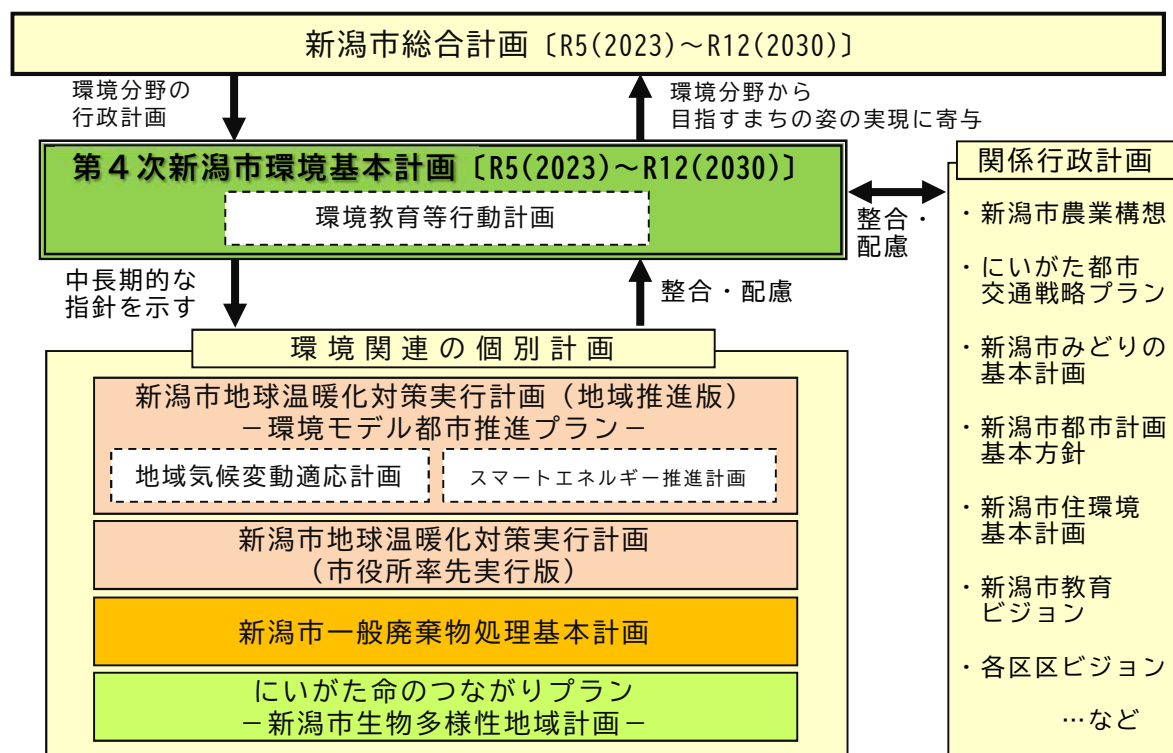 新潟市総合計画〔R5(2023)～R12(2030)〕
環境分野の
行政計画
環境分野から
目指すまちの姿の実現に寄与
第４次新潟市環境基本計画〔R5(2023)～R12(2030)〕
環境教育等行動計画
整合・
配慮
中長期的な
指針を示す
整合・配慮
環境関連の個別計画
新潟市地球温暖化対策実行計画（地域推進版）
－環境モデル都市推進プラン－
地域気候変動適応計画
スマートエネルギー推進計画
新潟市地球温暖化対策実行計画
（市役所率先実行版）
新潟市一般廃棄物処理基本計画
にいがた命のつながりプラン
－新潟市生物多様性地域計画－
関係行政計画
・新潟市農業構想
・にいがた都市
交通戦略プラン
・新潟市みどりの
基本計画
・新潟市都市計画
基本方針
・新潟市住環境
基本計画
・新潟市教育
ビジョン
・各区区ビジョン
…など